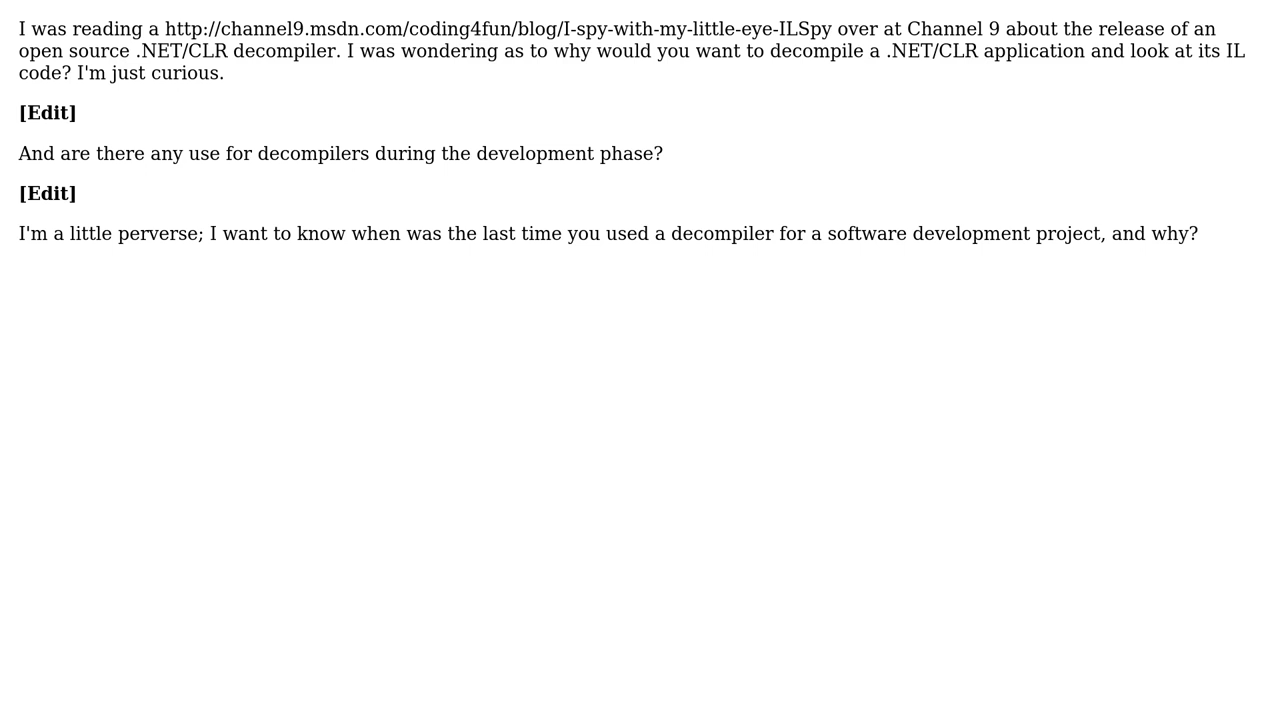 I was reading a http://channel9.msdn.com/coding4fun/blog/I-spy-with-my-little-eye-ILSpy over at Channel 9 about the release of an
open source .NET/CLR decompiler. I was wondering as to why would you want to decompile a .NET/CLR application and look at its IL
code? I'm just curious.
[Edit]
And are there any use for decompilers during the development phase?
[Edit]
I'm a little perverse; I want to know when was the last time you used a decompiler for a software development project, and why?